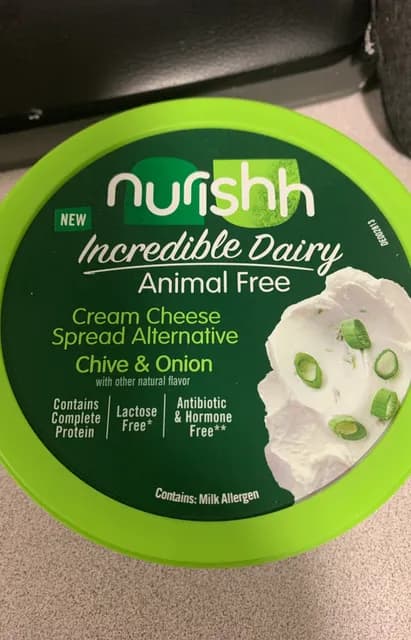 nurishh
NEW
Incredible Dairy
Animal Free
Cream Cheese
Spread Alternative
Chive & Onion
with other natural flavor
Contains
Complete
Protein
Lactose
Free*
Antibiotic
& Hormone
Free**
Contains: Milk Allergen